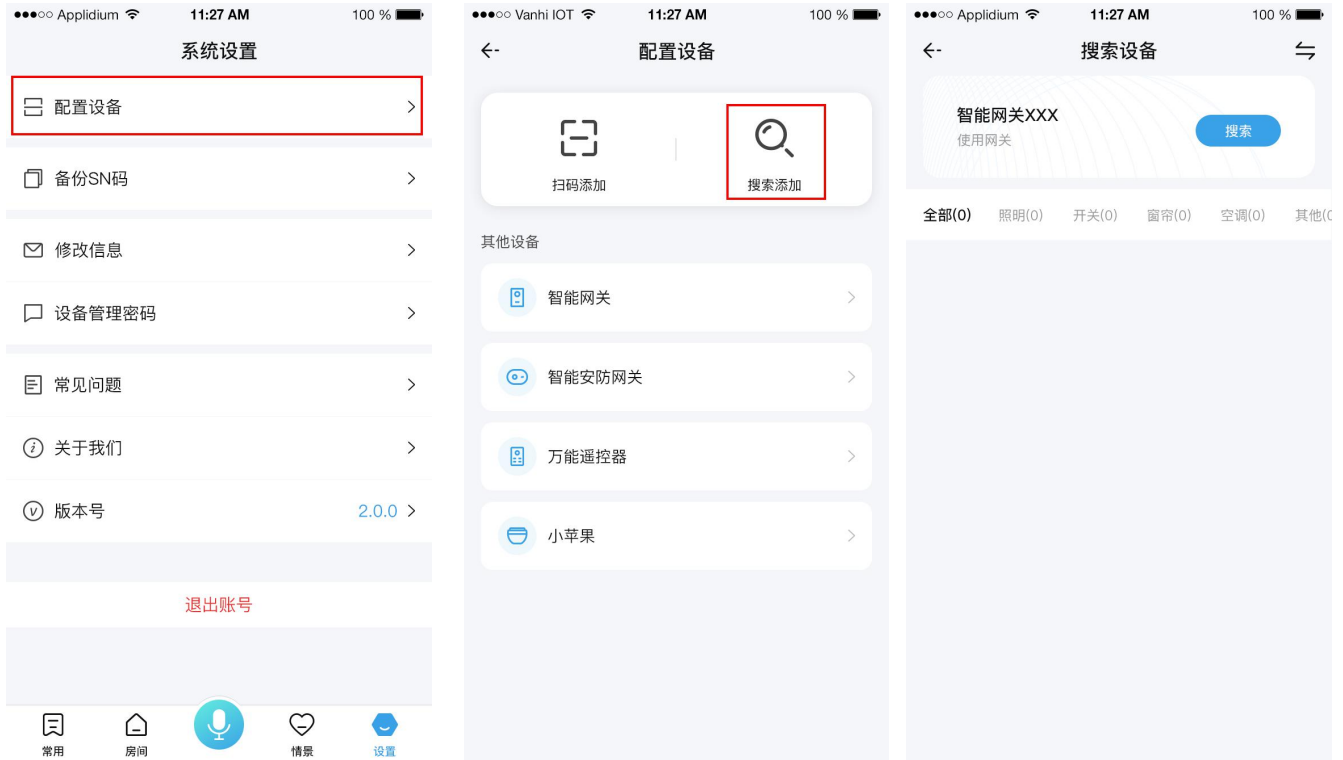 Applidium 11:27 AM 100 %
系统设置
配置设备
备份SN码
修改信息
设备管理密码
常见问题
关于我们
版本号 2.0.0
退出账号
常用 房间 情景 设置
Vanhi IOT 11:27 AM 100 %
配置设备
扫码添加 搜索添加
其他设备
智能网关
智能安防网关
万能遥控器
小苹果
Applidium 11:27 AM 100 %
搜索设备
智能网关XXX
使用网关
搜索
全部(0) 照明(0) 开关(0) 窗帘(0) 空调(0) 其他(0